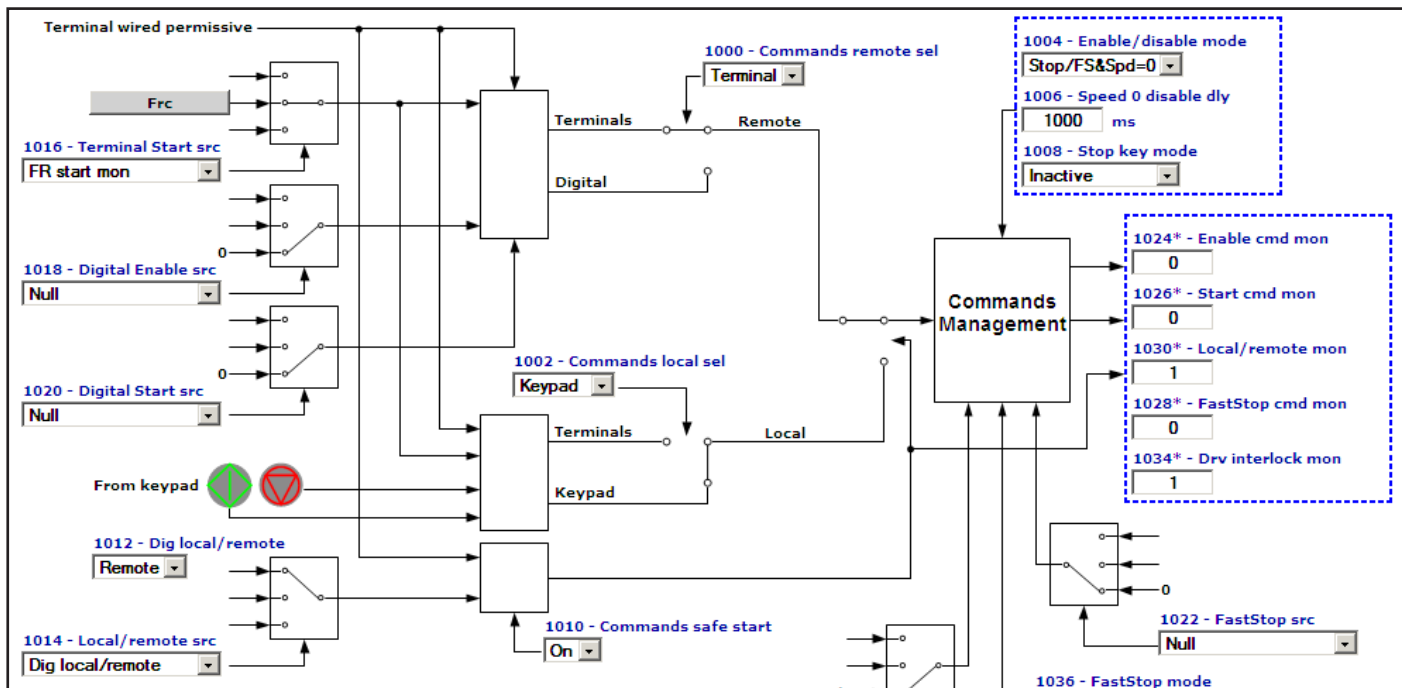 Terminal wired permissive
Frc
1016 - Terminal Start src
FR start mon
0
1018 - Digital Enable src
Null
0
1020 - Digital Start src
Null
From keypad
1012 - Dig local/remote
Remote
1014 - Local/remote src
Dig local/remote
1000 - Commands remote sel
Terminal
Terminals
Remote
Digital
1002 - Commands local sel
Keypad
Terminals
Local
Keypad
1010 - Commands safe start
On
1004 - Enable/disable mode
Stop/FS&Spd=0
1006 - Speed 0 disable dly
1000 ms
1008 - Stop key mode
Inactive
Commands
Management
1024* - Enable cmd mon
0
1026* - Start cmd mon
0
1030* - Local/remote mon
1
1028* - FastStop cmd mon
0
1034* - Drv interlock mon
1
0
1022 - FastStop src
Null
1036 - FastStop mode